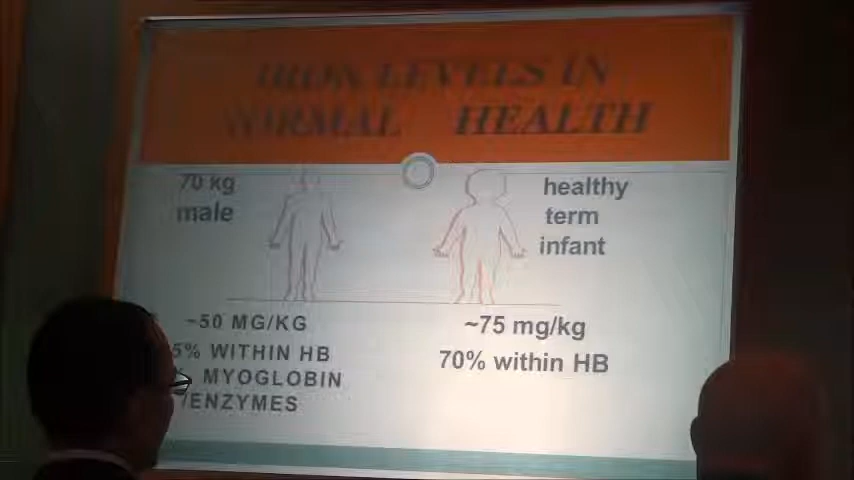 IRON LEVELS IN
NORMAL HEALTH
70 kg
male
healthy
term
infant
~50 MG/KG
5% WITHIN HB
% MYOGLOBIN
/ENZYMES
~75 mg/kg
70% within HB